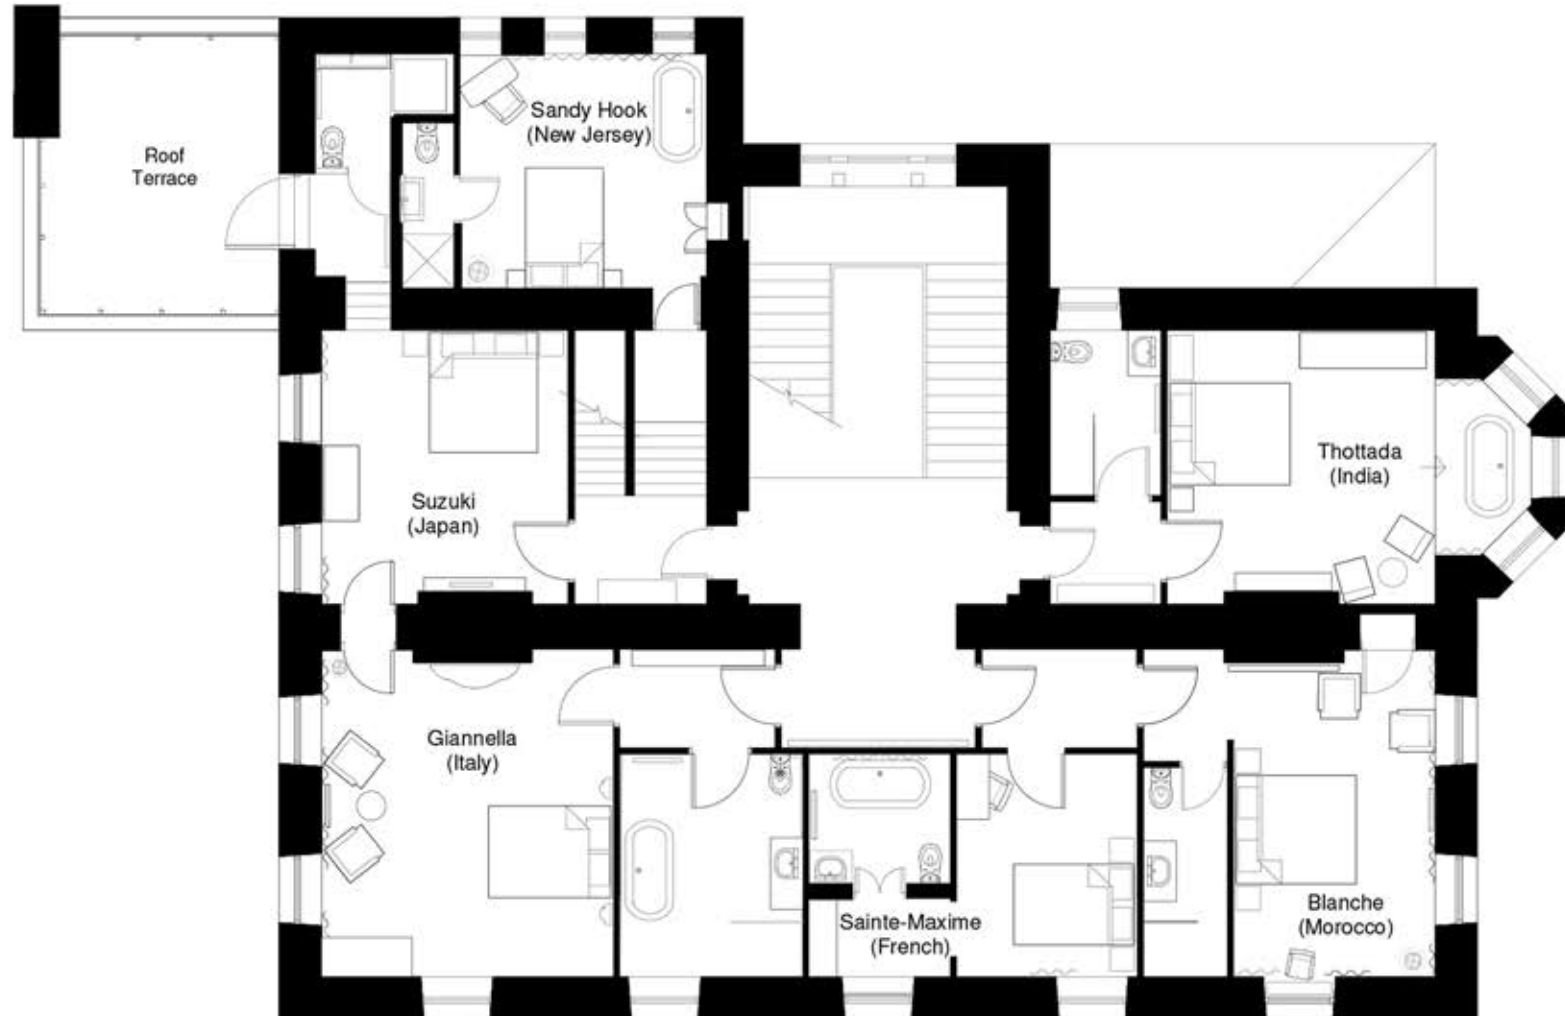 Sandy Hook
(New Jersey)
Roof
Terrace
Thottada
(India)
Suzuki
(Japan)
Giannella
(Italy)
Blanche
(Morocco)
Sainte-Maxime
(French)